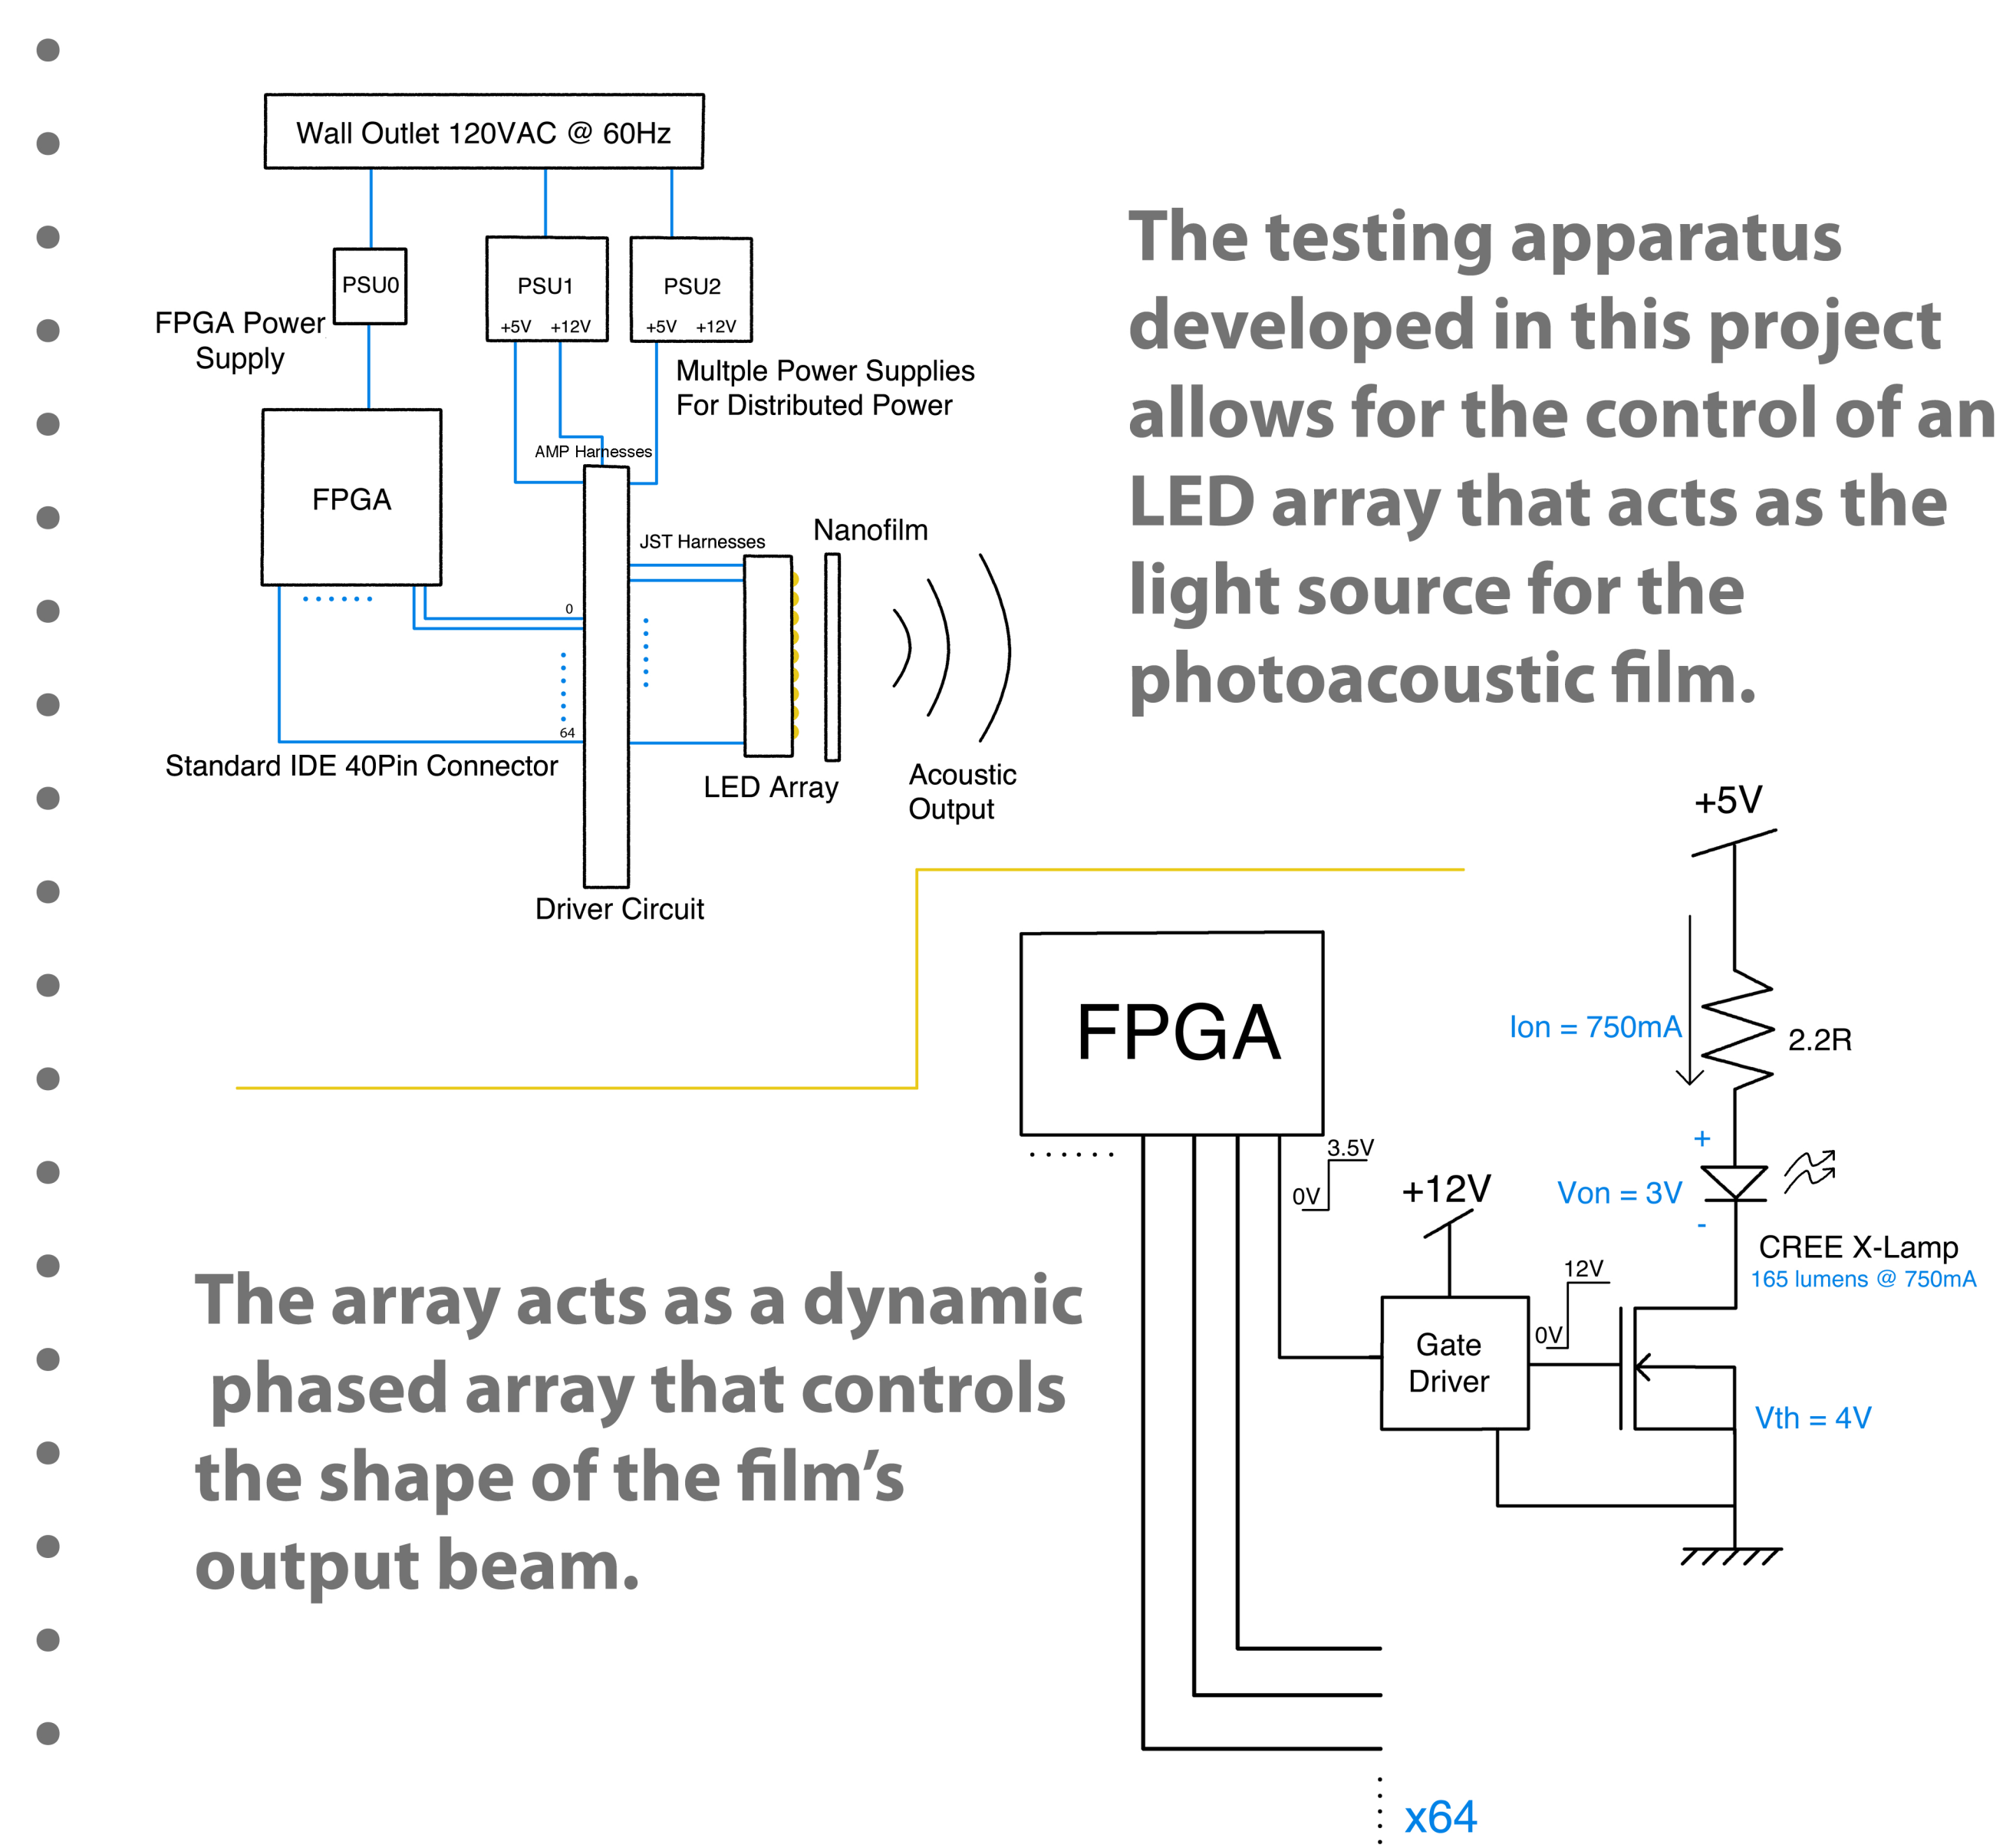 Wall Outlet 120VAC @ 60Hz
PSU0
PSU1
+5V +12V
PSU2
+5V +12V
FPGA Power
Supply
Multple Power Supplies
For Distributed Power
AMP Harnesses
FPGA
JST Harnesses
Nanofilm
0
64
Standard IDE 40Pin Connector
LED Array
Acoustic
Output
Driver Circuit
The testing apparatus
developed in this project
allows for the control of an
LED array that acts as the
light source for the
photoacoustic film.
+5V
FPGA
Ion = 750mA
2.2R
3.5V
0V
+
Von = 3V
-
+12V
CREE X-Lamp
165 lumens @ 750mA
12V
0V
Gate
Driver
Vth = 4V
The array acts as a dynamic
phased array that controls
the shape of the film’s
output beam.
x64